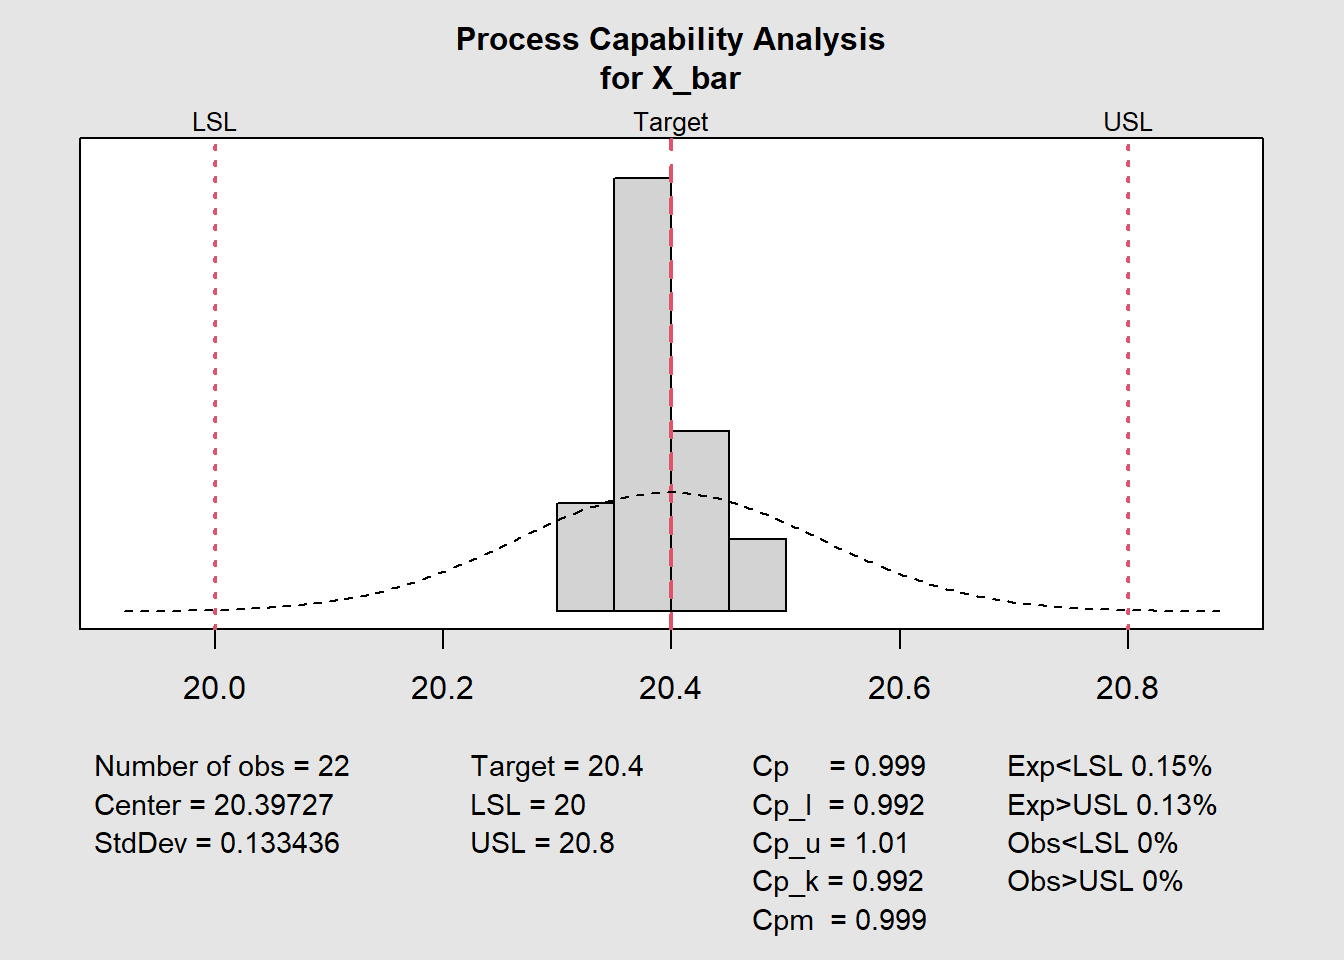 Process Capability Analysis
for X_bar
LSL Target USL
20.0 20.2 20.4 20.6 20.8
Number of obs = 22 Target = 20.4 Cp = 0.999 Exp<LSL 0.15%
Center = 20.39727 LSL = 20 Cp_l = 0.992 Exp>USL 0.13%
StdDev = 0.133436 USL = 20.8 Cp_u = 1.01 Obs<LSL 0%
Cp_k = 0.992 Obs>USL 0%
Cpm = 0.999